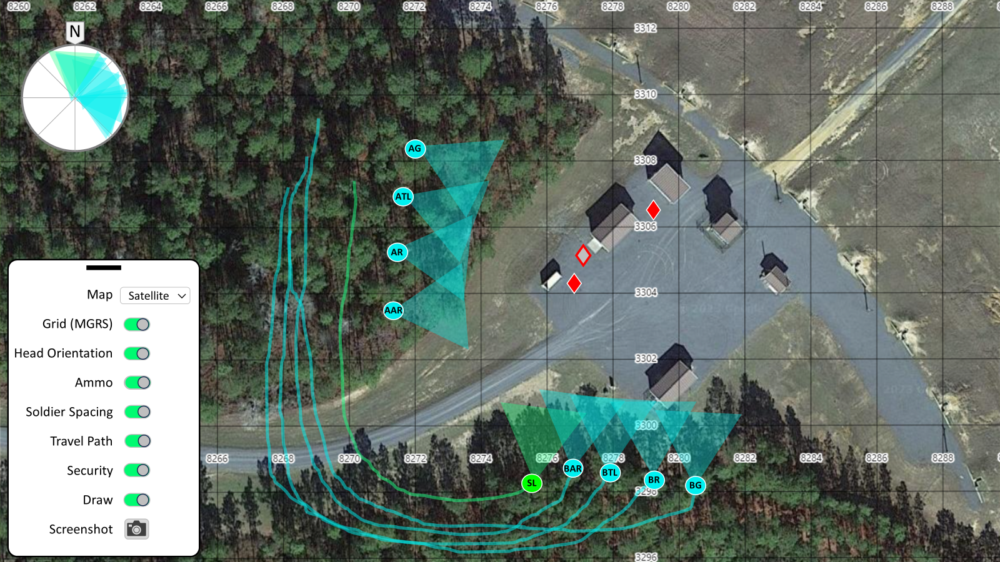 8260 8262 8264 8266 8268 8270 8272 8274 8276 8278 8280 8282 8284 8286 8288
3312
N
3310
AG
3308
ATL
3306
AR
Map Satellite
3304
AAR
Grid (MGRS)
Head Orientation
3302
Ammo
Soldier Spacing
3300
Travel Path
8266 8268 8270 8272 8274 8276 8278 8280 8282 8284 8286 8288
Security
BAR
BTL
SL
BR
BG
3298
Draw
Screenshot
3296